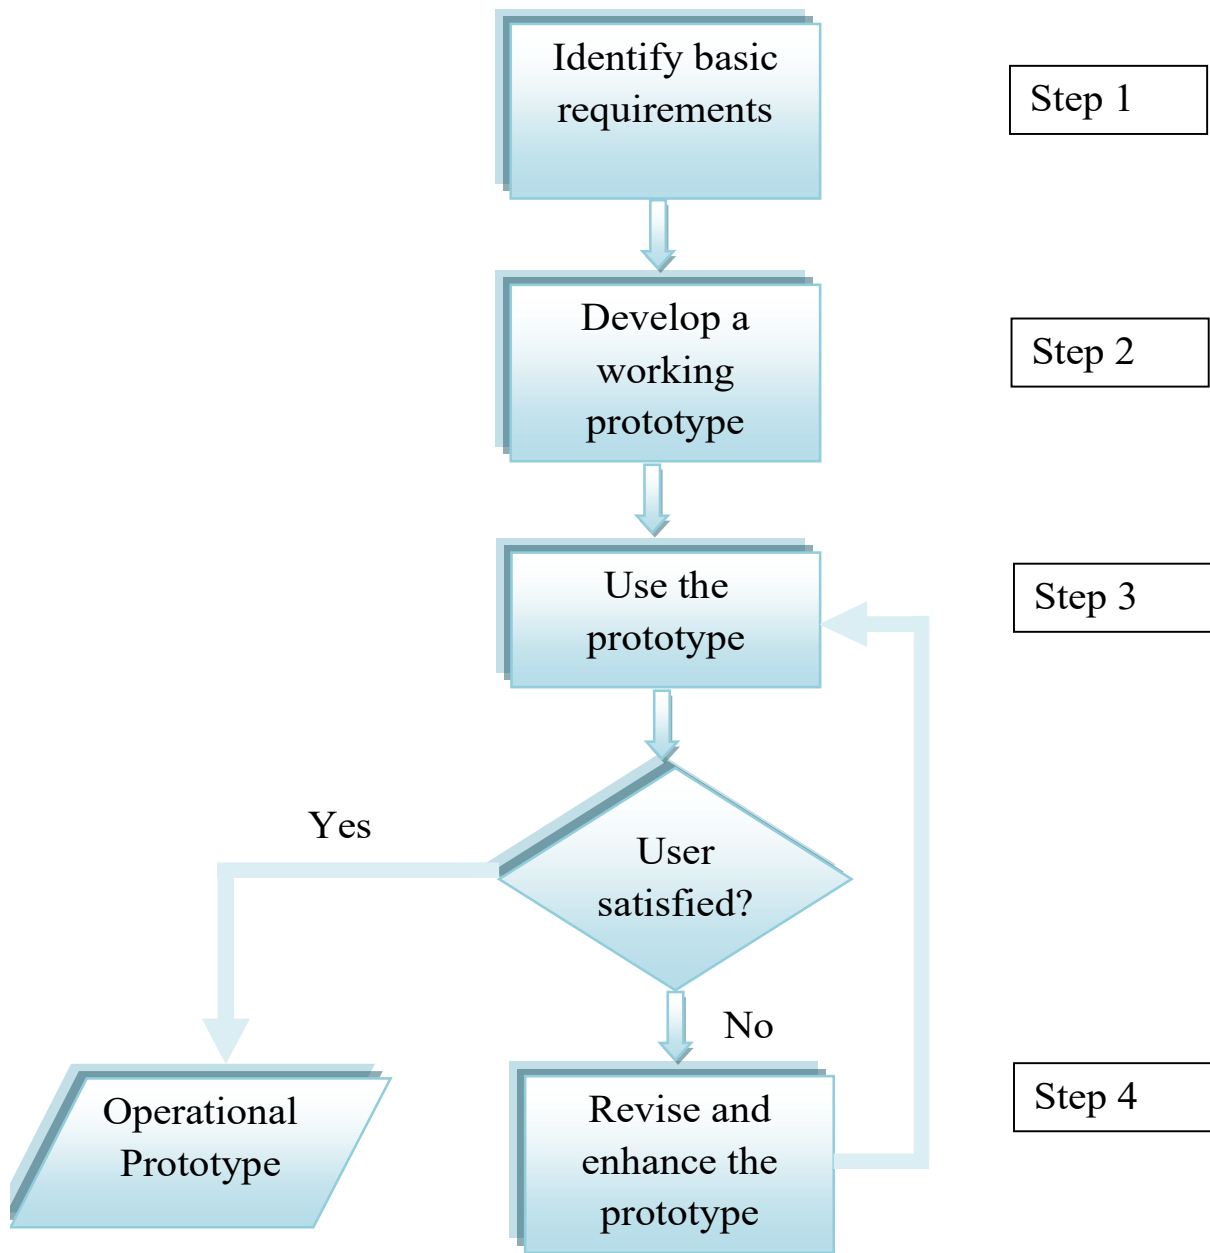 Identify basic
requirements
Step 1
Develop a
working
prototype
Step 2
Use the
prototype
Step 3
Yes
User
satisfied?
No
Operational
Prototype
Revise and
enhance the
prototype
Step 4